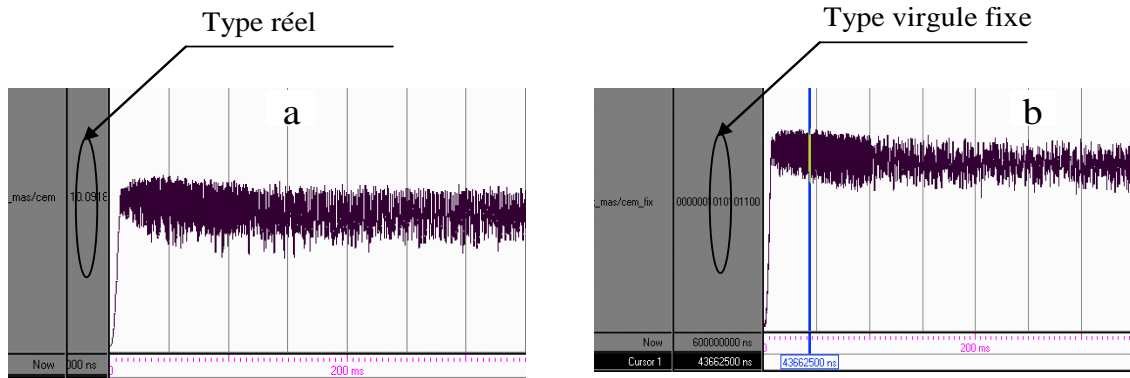 Type réel
Type virgule fixe
a
b
_mas/cem
10.0918
_mas/cem_fix
Now
000 ns
0
200 ms
Now
600000000 ns
200 ms
Cursor 1
43662500 ns
43662500 ns